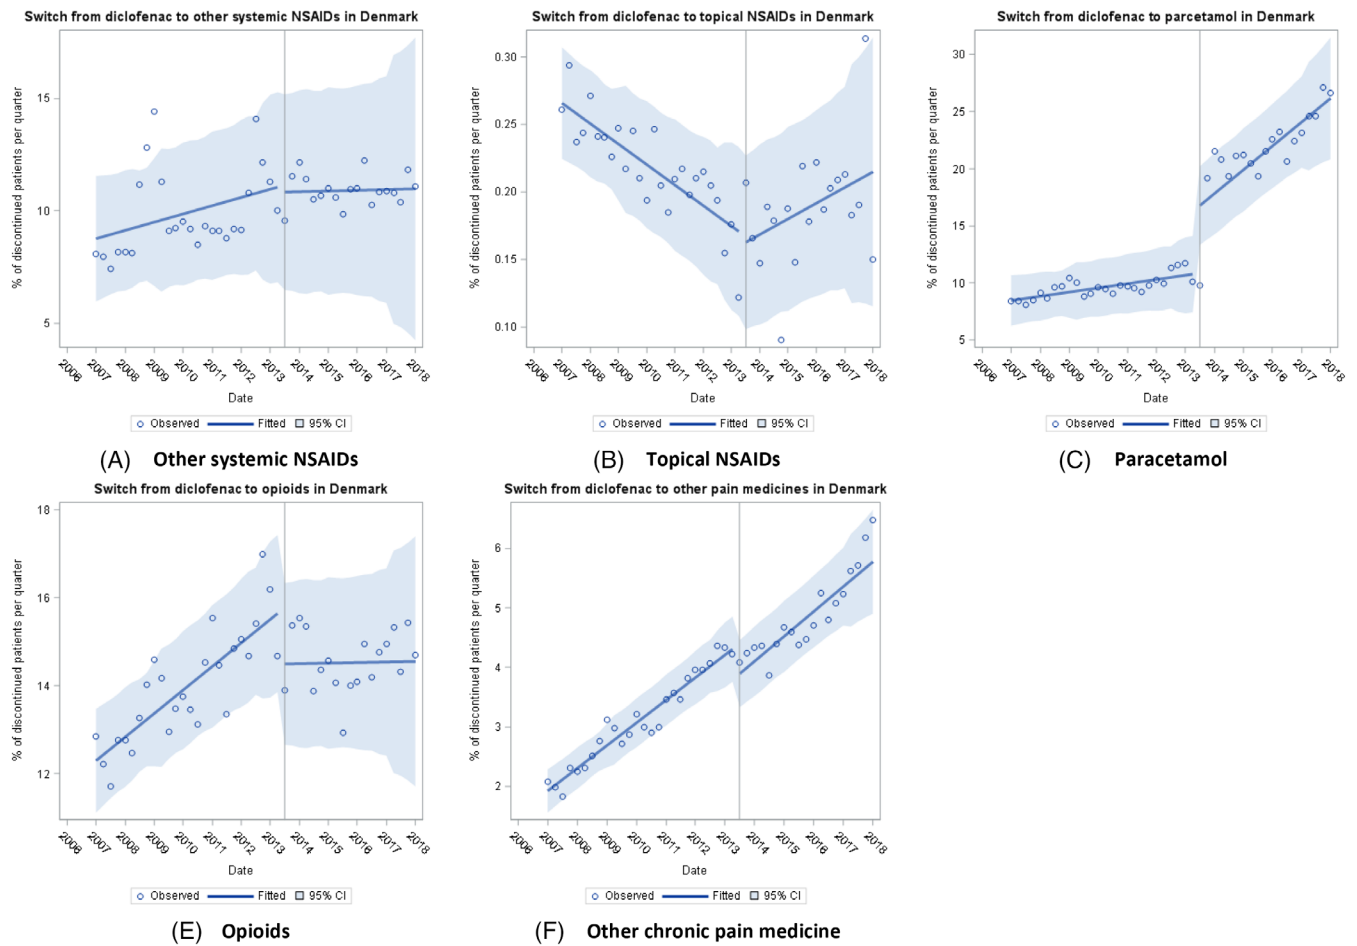 Switch from diclofenac to other systemic NSAIDs in Denmark
% of discontinued patients per quarter
15
10
5
2006 2007 2008 2009 2010 2011 2012 2013 2014 2015 2016 2017 2018
Date
Observed Fitted 95% CI
(A) Other systemic NSAIDs
Switch from diclofenac to topical NSAIDs in Denmark
% of discontinued patients per quarter
0.30
0.25
0.20
0.15
0.10
2006 2007 2008 2009 2010 2011 2012 2013 2014 2015 2016 2017 2018
Date
Observed Fitted 95% CI
(B) Topical NSAIDs
Switch from diclofenac to parcetamol in Denmark
% of discontinued patients per quarter
30
25
20
15
10
5
2006 2007 2008 2009 2010 2011 2012 2013 2014 2015 2016 2017 2018
Date
Observed Fitted 95% CI
(C) Paracetamol
Switch from diclofenac to opioids in Denmark
% of discontinued patients per quarter
18
16
14
12
2006 2007 2008 2009 2010 2011 2012 2013 2014 2015 2016 2017 2018
Date
Observed Fitted 95% CI
(E) Opioids
Switch from diclofenac to other pain medicines in Denmark
% of discontinued patients per quarter
6
5
4
3
2
2006 2007 2008 2009 2010 2011 2012 2013 2014 2015 2016 2017 2018
Date
Observed Fitted 95% CI
(F) Other chronic pain medicine